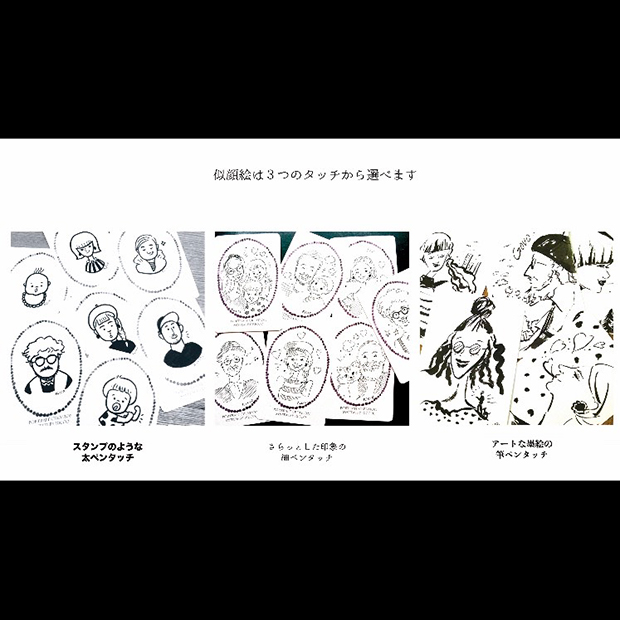 似顔絵は３つのタッチから選べます
スタンプのような
太ペンタッチ
さらっとした印象の
細ペンタッチ
アートな墨絵の
筆ペンタッチ